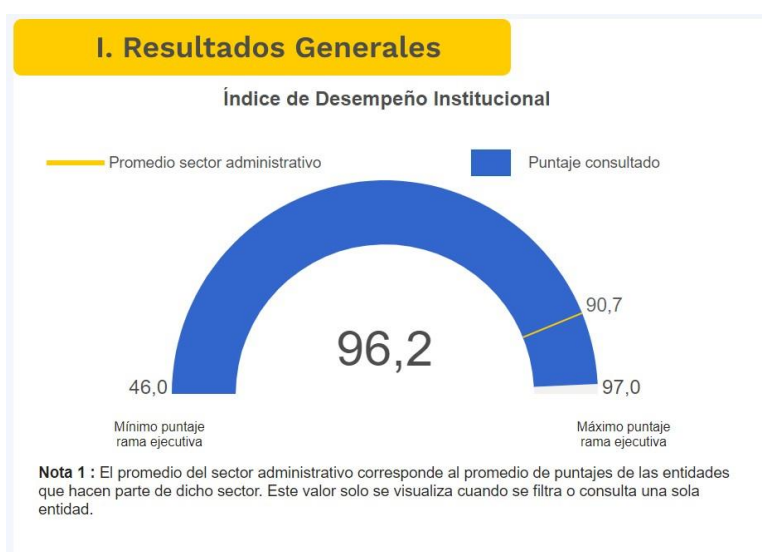 I. Resultados Generales
Índice de Desempeño Institucional
Promedio sector administrativo
Puntaje consultado
90,7
96,2
46,0
97,0
Mínimo puntaje
rama ejecutiva
Máximo puntaje
rama ejecutiva
Nota 1 : El promedio del sector administrativo corresponde al promedio de puntajes de las entidades
que hacen parte de dicho sector. Este valor solo se visualiza cuando se filtra o consulta una sola
entidad.